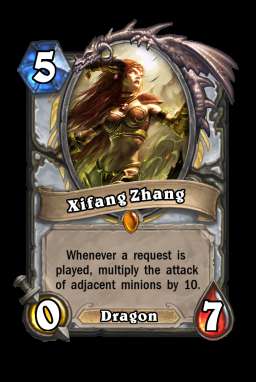 5
Xifang Zhang
Whenever a request is
played, multiply the attack
of adjacent minions by 10.
0
Dragon
7